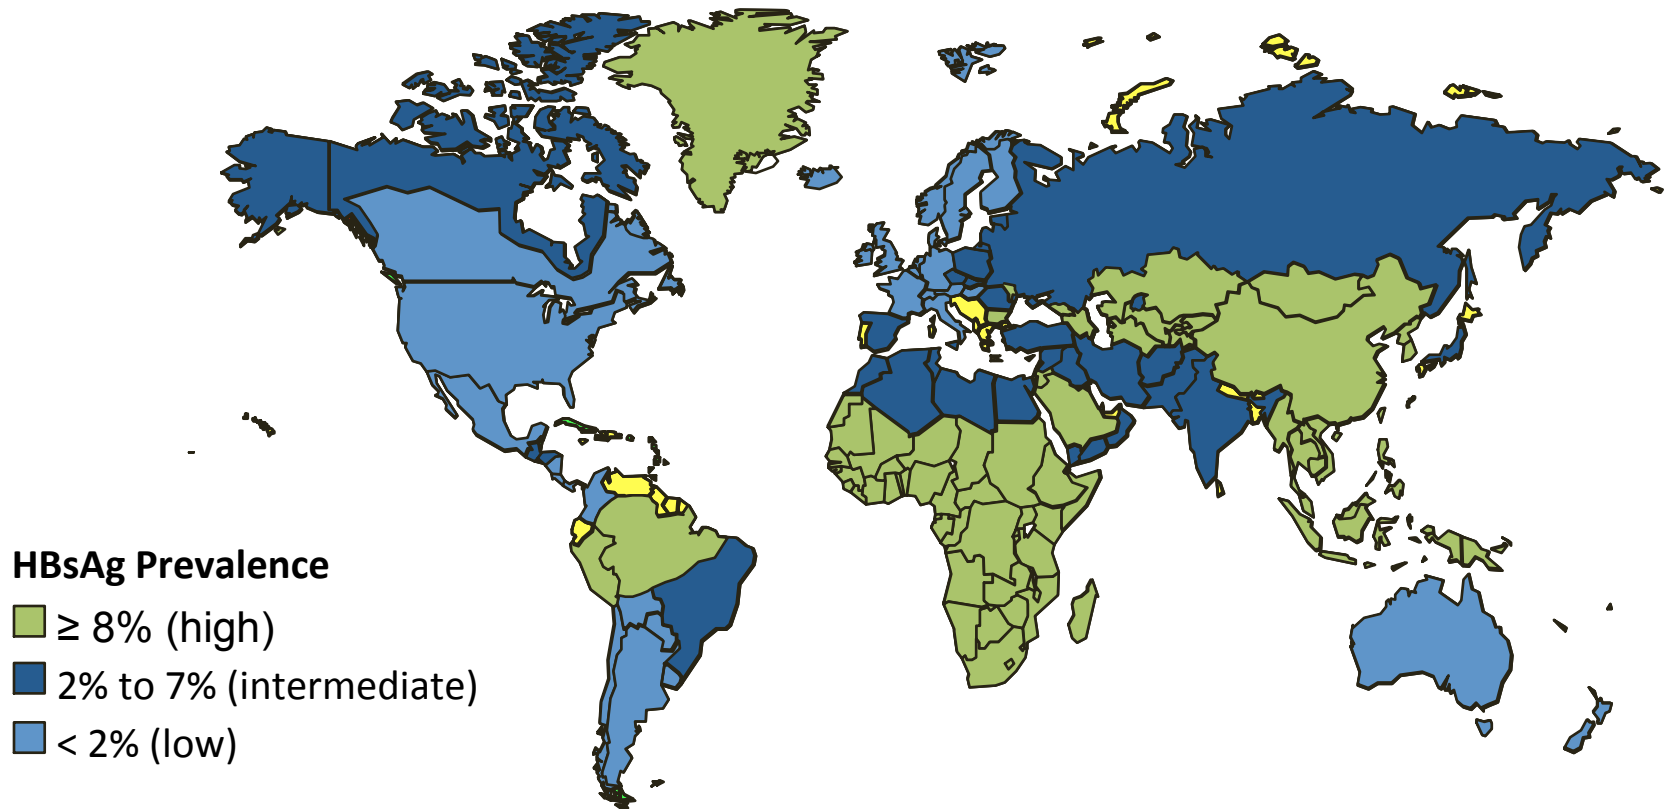 HBsAg Prevalence
≥ 8% (high)
2% to 7% (intermediate)
< 2% (low)